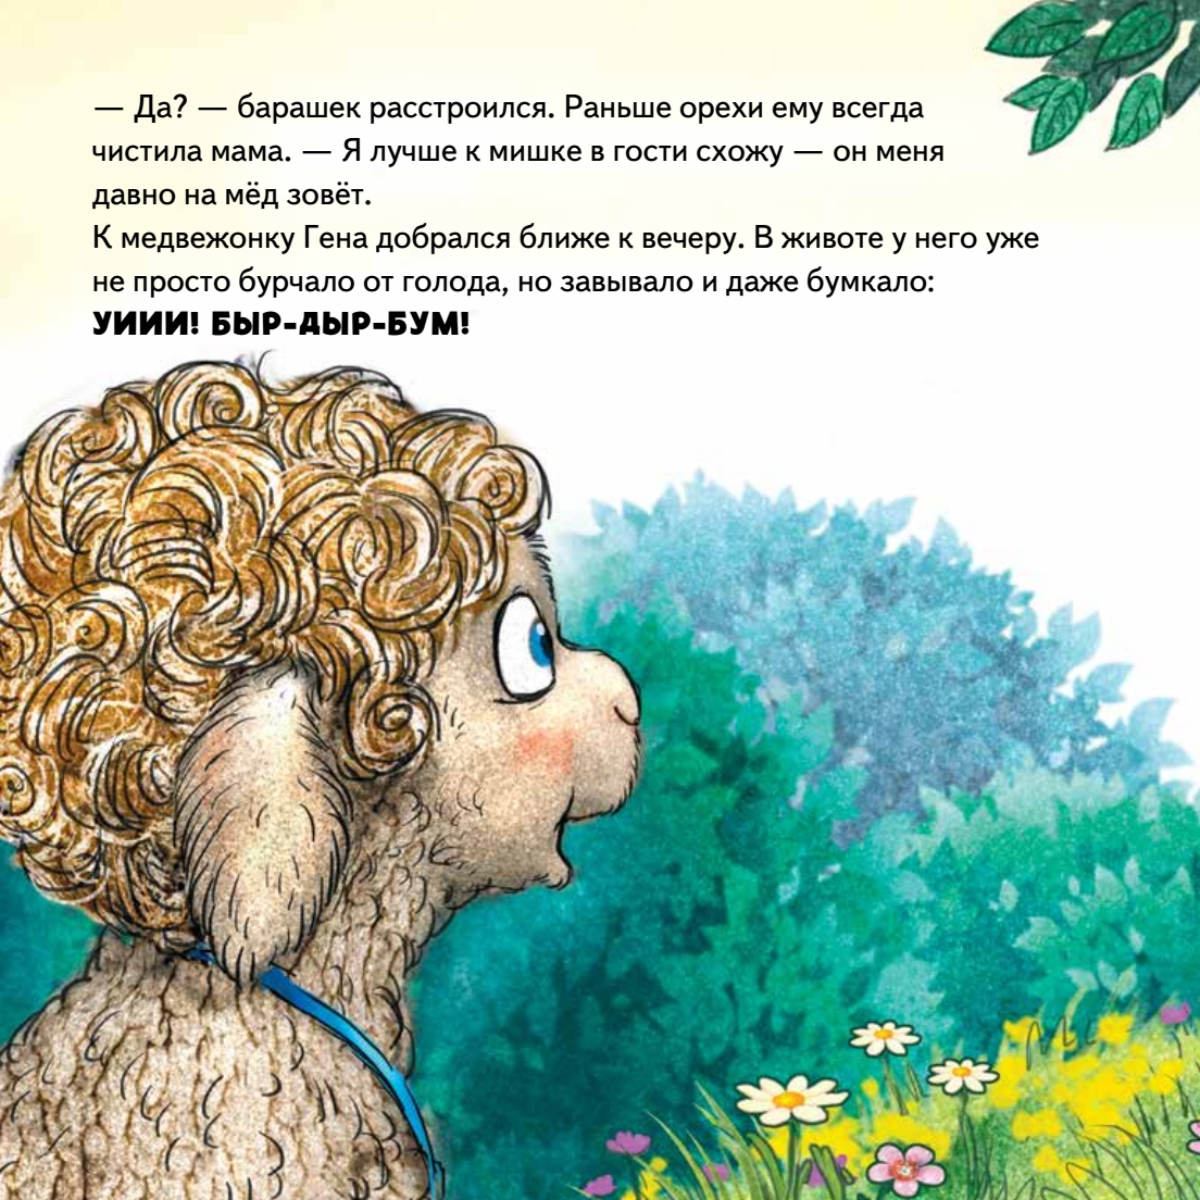 — Да? — барашек расстроился. Раньше орехи ему всегда
чистила мама. — Я лучше к мишке в гости схожу — он меня
давно на мёд зовёт.
К медвежонку Гена добрался ближе к вечеру. В животе у него уже
не просто бурчало от голода, но завывало и даже бумкало:
УИИИ! БЫР-ДЫР-БУМ!